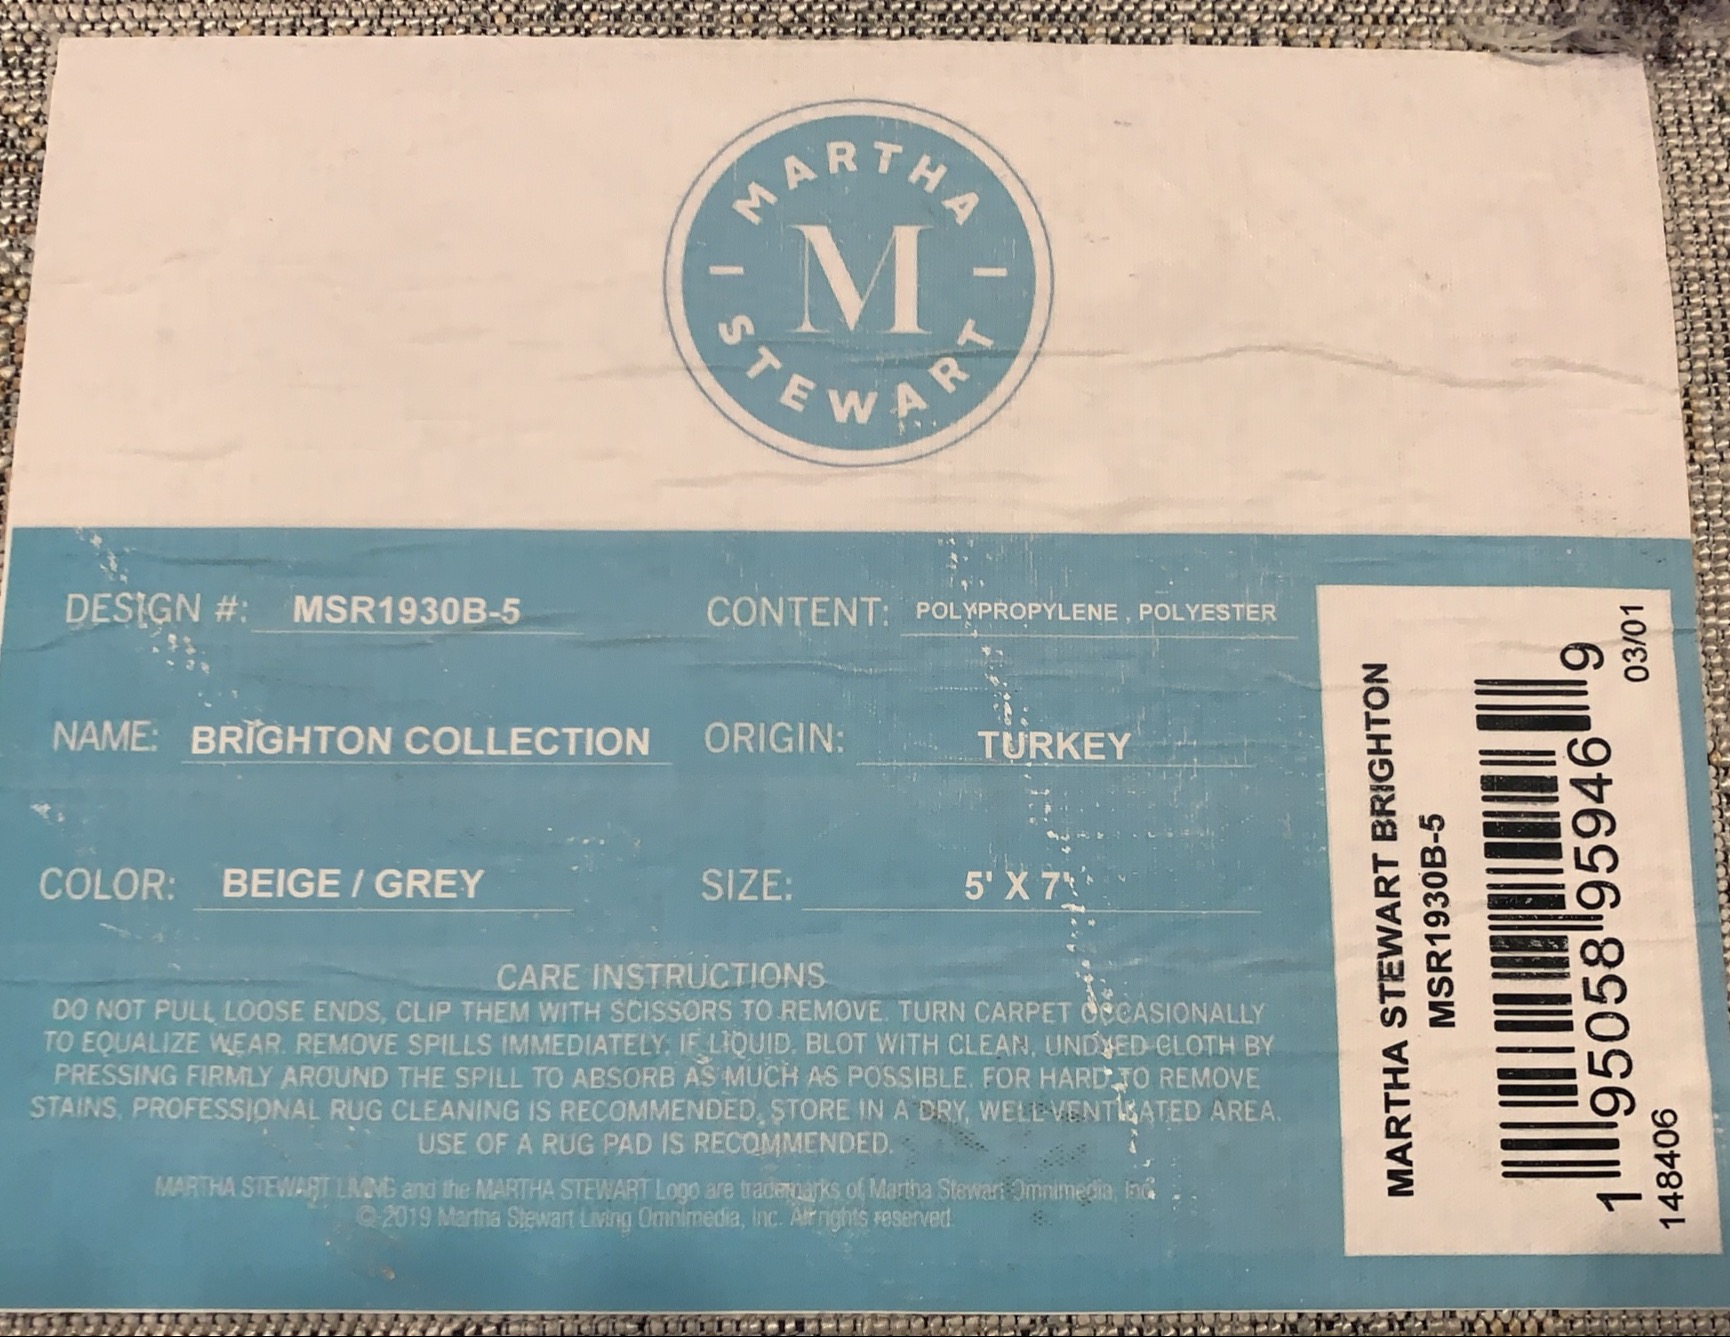 MARTHA
M
STEWART
DESIGN #: MSR1930B-5
CONTENT: POLYPROPYLENE , POLYESTER
NAME: BRIGHTON COLLECTION
ORIGIN: TURKEY
COLOR: BEIGE / GREY
SIZE: 5' X 7'
CARE INSTRUCTIONS
DO NOT PULL LOOSE ENDS, CLIP THEM WITH SCISSORS TO REMOVE. TURN CARPET OCCASIONALLY
TO EQUALIZE WEAR. REMOVE SPILLS IMMEDIATELY. IF LIQUID, BLOT WITH CLEAN, UNDYED CLOTH BY
PRESSING FIRMLY AROUND THE SPILL TO ABSORB AS MUCH AS POSSIBLE. FOR HARD TO REMOVE
STAINS, PROFESSIONAL RUG CLEANING IS RECOMMENDED. STORE IN A DRY, WELL-VENTILATED AREA.
USE OF A RUG PAD IS RECOMMENDED.
MARTHA STEWART LIVING and the MARTHA STEWART Logo are trademarks of Martha Stewart Omnimedia, Inc.
© 2019 Martha Stewart Living Omnimedia, Inc. All rights reserved.
MARTHA STEWART BRIGHTON
MSR1930B-5
1 95058 95946 9
148406 03/01